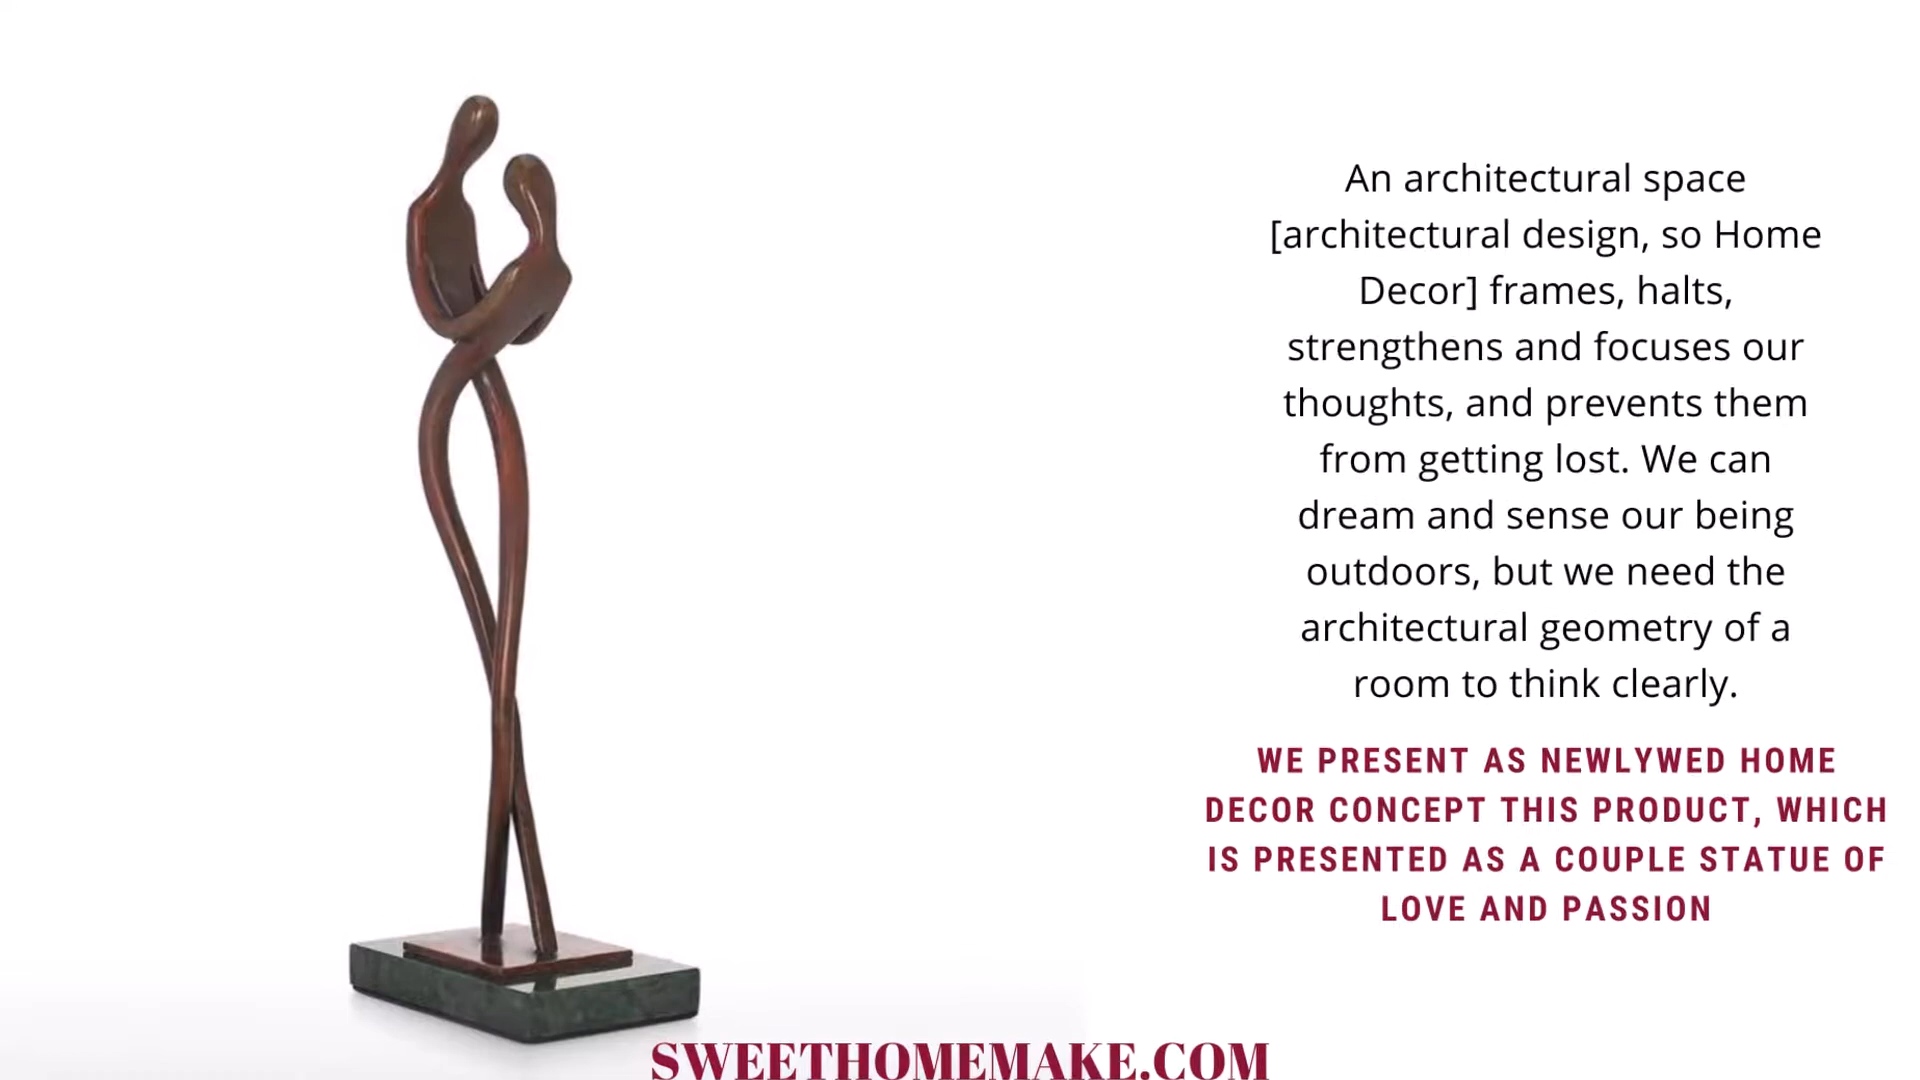 An architectural space
[architectural design, so Home
Decor] frames, halts,
strengthens and focuses our
thoughts, and prevents them
from getting lost. We can
dream and sense our being
outdoors, but we need the
architectural geometry of a
room to think clearly.
WE PRESENT AS NEWLYWED HOME
DECOR CONCEPT THIS PRODUCT, WHICH
IS PRESENTED AS A COUPLE STATUE OF
LOVE AND PASSION
SWEETHOMEMAKE.COM